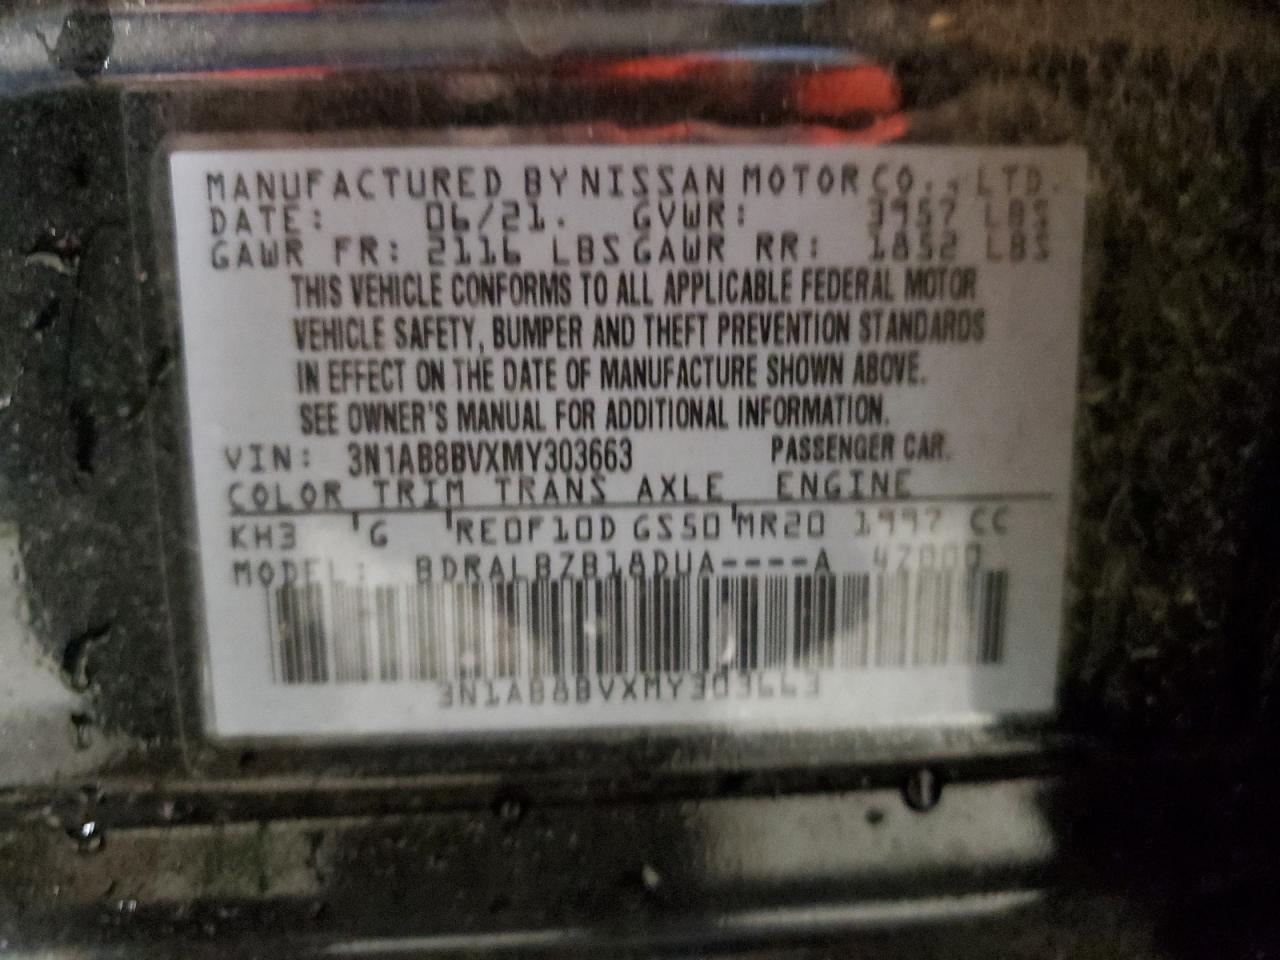 MANUFACTURED BY NISSAN MOTOR CO., LTD.
DATE: 06/21. GVWR: 3957 LBS
GAWR FR: 2116 LBS GAWR RR: 1852 LBS
THIS VEHICLE CONFORMS TO ALL APPLICABLE FEDERAL MOTOR
VEHICLE SAFETY, BUMPER AND THEFT PREVENTION STANDARDS
IN EFFECT ON THE DATE OF MANUFACTURE SHOWN ABOVE.
SEE OWNER'S MANUAL FOR ADDITIONAL INFORMATION.
VIN: 3N1AB8BVXMY303663 PASSENGER CAR.
COLOR TRIM TRANS AXLE ENGINE
KH3 'G 'RE0F10D GS50'MR20 1997 CC
MODEL: BDRALBZB18DUA----A
3N1AB8BVXMY303663